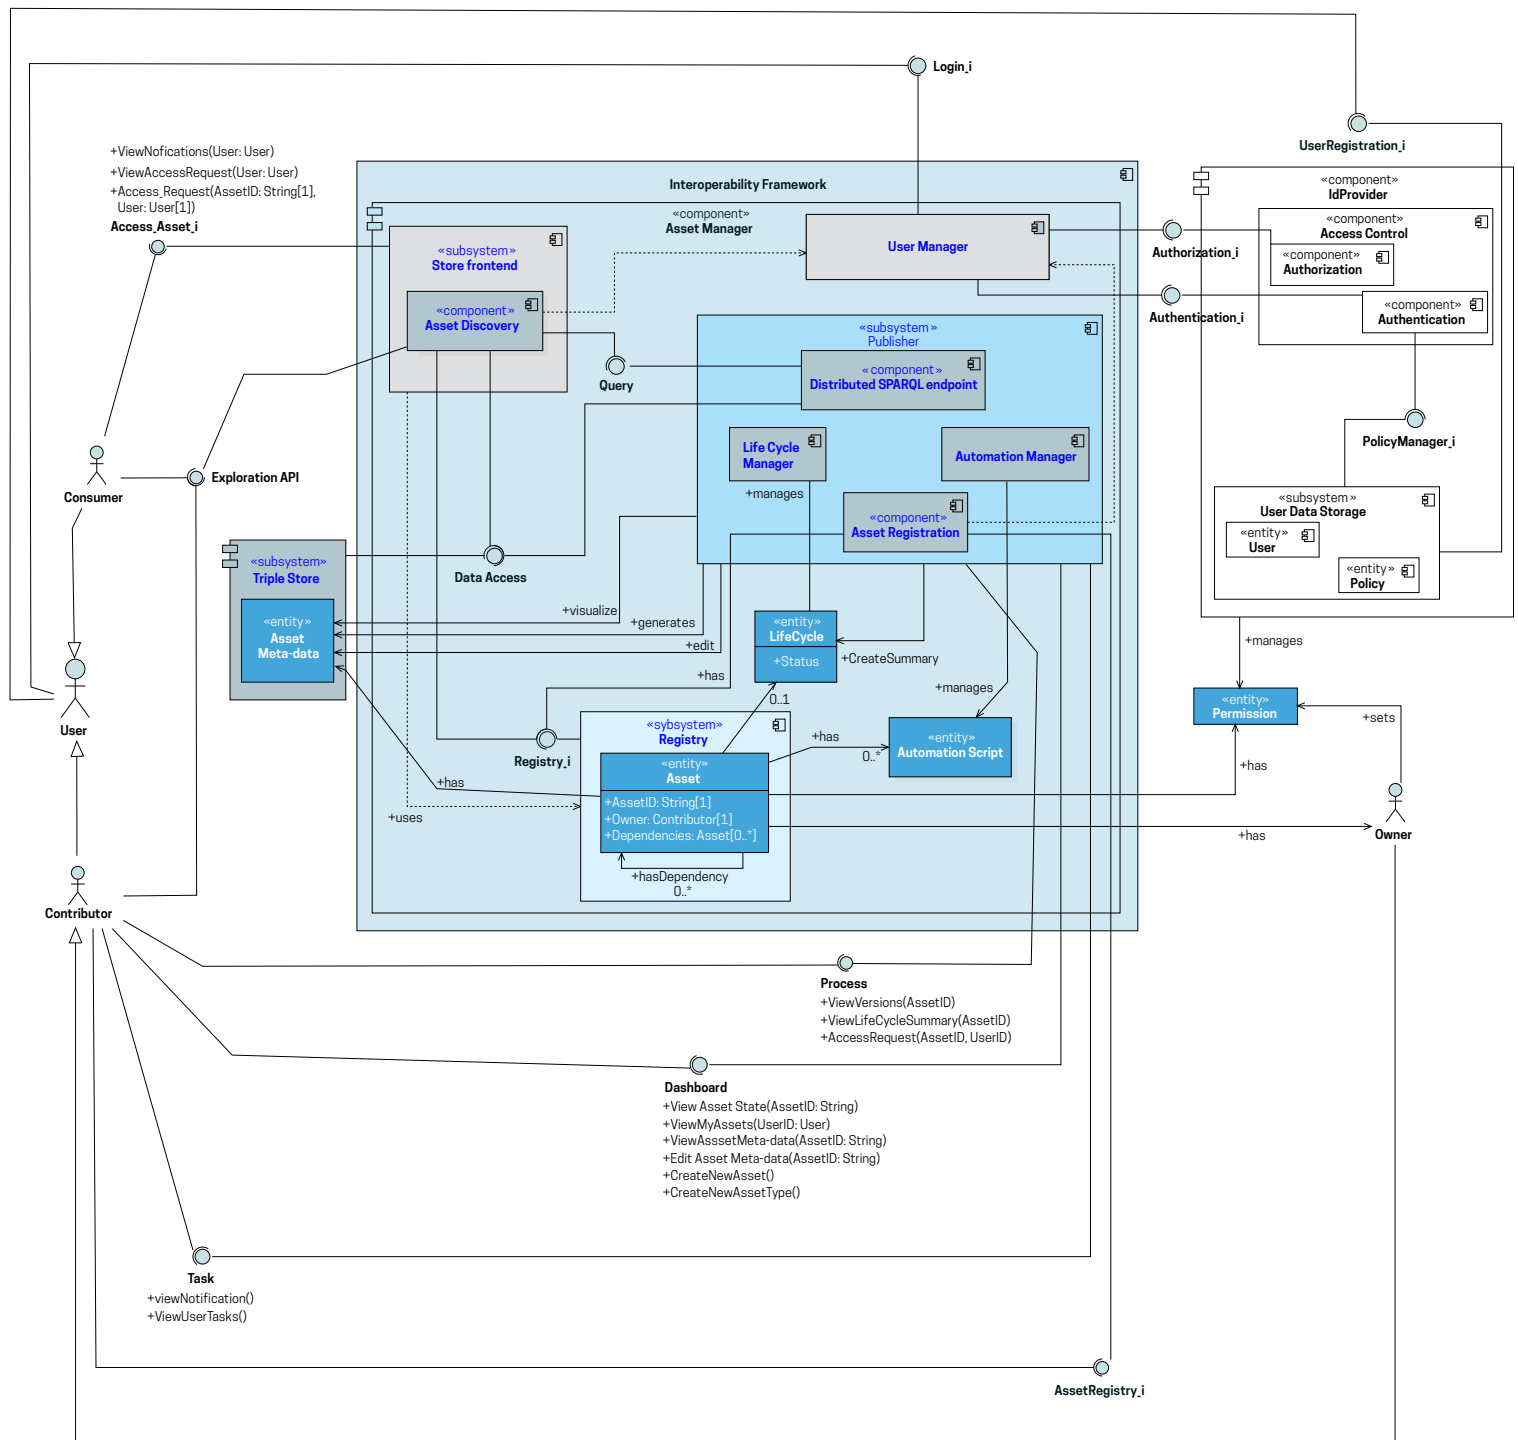 Login_i
UserRegistration_i
+ViewNofications(User: User)
+ViewAccessRequest(User: User)
+Access_Request(AssetID: String[1],
User: User[1])
Access_Asset_i
Interoperability Framework
«component»
Asset Manager
«subsystem»
Store frontend
«component»
Asset Discovery
User Manager
Authorization_i
Authentication_i
«component»
IdProvider
«component»
Access Control
«component»
Authorization
«component»
Authentication
PolicyManager_i
«subsystem»
User Data Storage
«entity»
User
«entity»
Policy
Query
«subsystem»
Publisher
«component»
Distributed SPARQL endpoint
Life Cycle
Manager
Automation Manager
+manages
«component»
Asset Registration
Consumer
Exploration API
«subsystem»
Triple Store
«entity»
Asset
Meta-data
Data Access
+visualize
+generates
+edit
+has
«entity»
LifeCycle
+Status
+CreateSummary
+manages
0..1
+manages
«entity»
Permission
+sets
User
Registry_i
«sybsystem»
Registry
«entity»
Asset
+AssetID: String[1]
+Owner: Contributor[1]
+Dependencies: Asset[0..*]
+hasDependency
0..*
+has
0..*
«entity»
Automation Script
+has
+has
+uses
+has
Owner
Contributor
Process
+ViewVersions(AssetID)
+ViewLifeCycleSummary(AssetID)
+AccessRequest(AssetID, UserID)
Dashboard
+View Asset State(AssetID: String)
+ViewMyAssets(UserID: User)
+ViewAsssetMeta-data(AssetID: String)
+Edit Asset Meta-data(AssetID: String)
+CreateNewAsset()
+CreateNewAssetType()
Task
+viewNotification()
+ViewUserTasks()
AssetRegistry_i